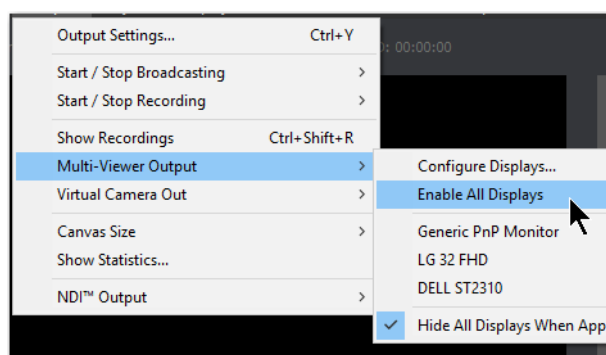 Output Settings... Ctrl+Y
: 00:00:00
Start / Stop Broadcasting
Start / Stop Recording
Show Recordings Ctrl+Shift+R
Multi-Viewer Output
Configure Displays...
Virtual Camera Out
Enable All Displays
Canvas Size
Generic PnP Monitor
Show Statistics...
LG 32 FHD
DELL ST2310
NDI™ Output
Hide All Displays When App